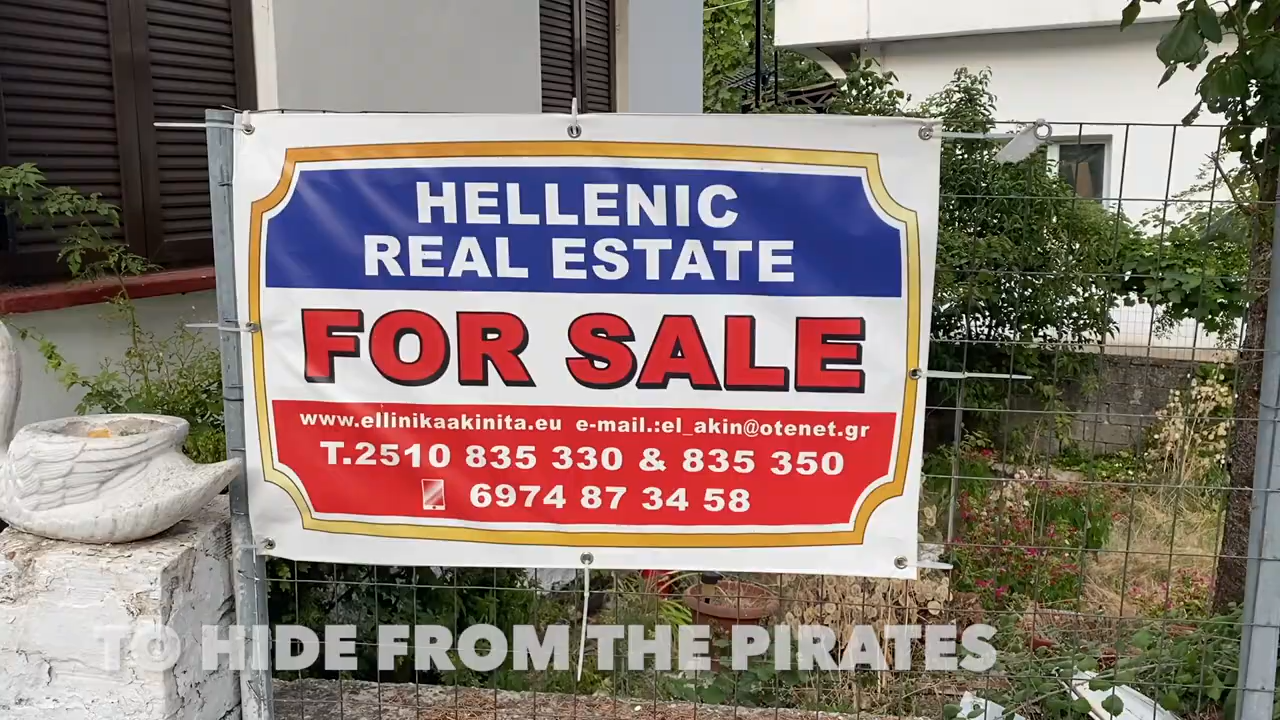 HELLENIC
REAL ESTATE
FOR SALE
www.ellinikaakinita.eu e-mail.:el_akin@otenet.gr
T.2510 835 330 & 835 350
6974 87 34 58
TO HIDE FROM THE PIRATES